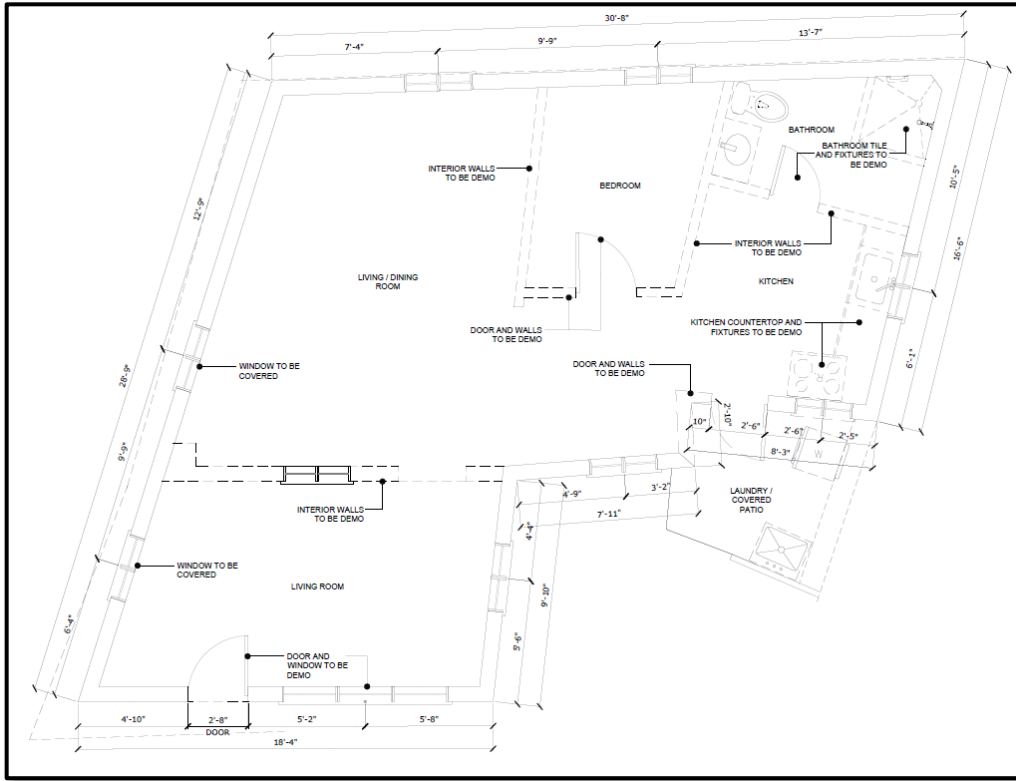 30'-8"
7'-4"
9'-9"
13'-7"
BATHROOM
BATHROOM TILE
AND FIXTURES TO
BE DEMO
INTERIOR WALLS
TO BE DEMO
BEDROOM
10'-5"
12'-9"
16'-6"
INTERIOR WALLS
TO BE DEMO
LIVING / DINING
ROOM
KITCHEN
DOOR AND WALLS
TO BE DEMO
KITCHEN COUNTERTOP AND
FIXTURES TO BE DEMO
WINDOW TO BE
COVERED
DOOR AND WALLS
TO BE DEMO
6'-1"
28'-9"
2'-10"
10"
2'-6"
2'-6"
2'-5"
8'-3"
W
9'-9"
LAUNDRY /
COVERED
PATIO
4'-9"
3'-2"
7'-11"
INTERIOR WALLS
TO BE DEMO
4'-4"
WINDOW TO BE
COVERED
LIVING ROOM
9'-10"
6'-4"
5'-6"
DOOR AND
WINDOW TO BE
DEMO
4'-10"
2'-8"
5'-2"
5'-8"
DOOR
18'-4"